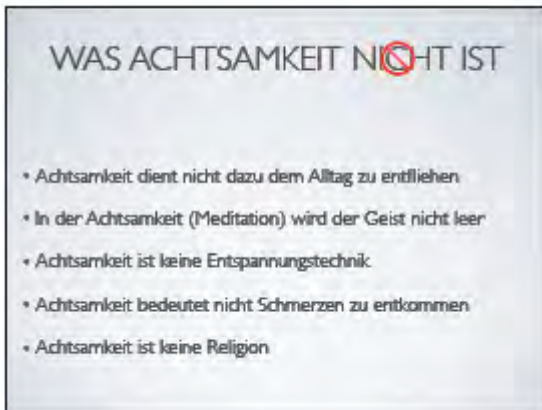 WAS ACHTSAMKEIT NICHT IST
• Achtsamkeit dient nicht dazu dem Alltag zu entfliehen
• In der Achtsamkeit (Meditation) wird der Geist nicht leer
• Achtsamkeit ist keine Entspannungstechnik
• Achtsamkeit bedeutet nicht Schmerzen zu entkommen
• Achtsamkeit ist keine Religion